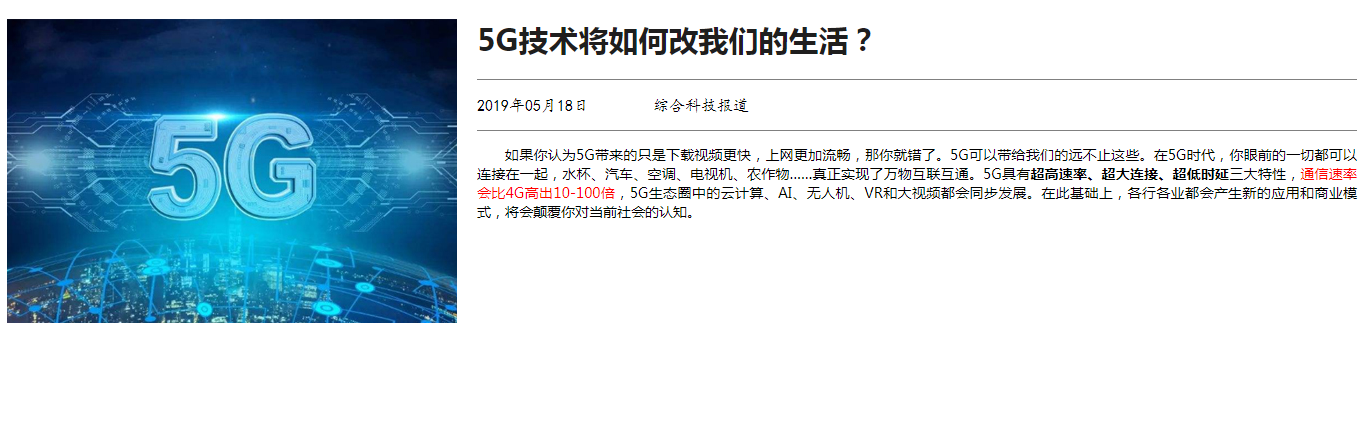 5G
5G技术将如何改我们的生活？
2019年05月18日 综合科技报道
如果你认为5G带来的只是下载视频更快，上网更加流畅，那你就错了。5G可以带给我们的远不止这些。在5G时代，你眼前的一切都可以
连接在一起，水杯、汽车、空调、电视机、农作物......真正实现了万物互联互通。5G具有超高速率、超大连接、超低时延三大特性，通信速率
会比4G高出10-100倍，5G生态圈中的云计算、AI、无人机、VR和大视频都会同步发展。在此基础上，各行各业都会产生新的应用和商业模
式，将会颠覆你对当前社会的认知。